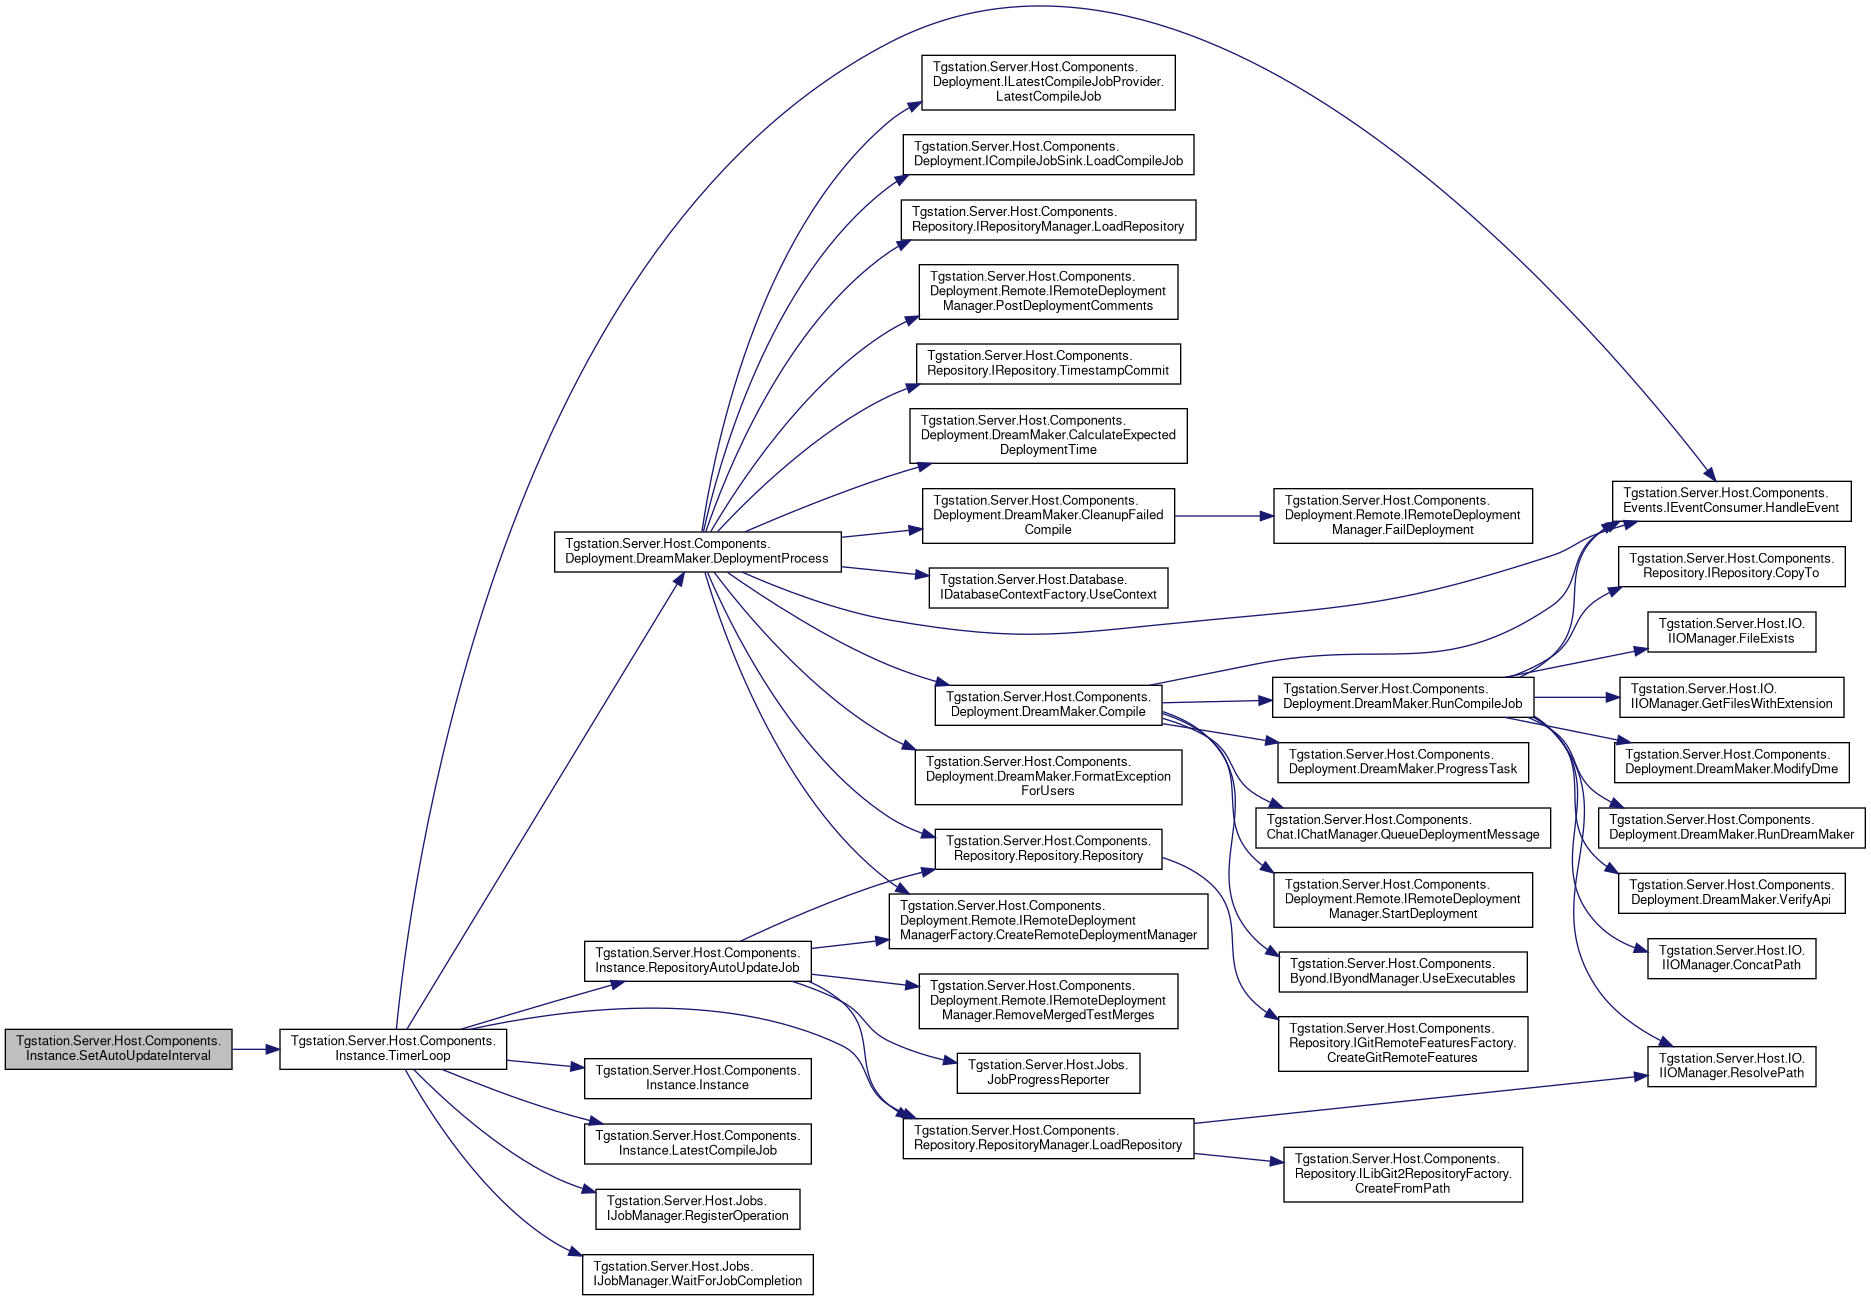 Tgstation.Server.Host.Components.
Instance.SetAutoUpdateInterval
Tgstation.Server.Host.Components.
Instance.TimerLoop
Tgstation.Server.Host.Components.
Deployment.DreamMaker.DeploymentProcess
Tgstation.Server.Host.Components.
Instance.RepositoryAutoUpdateJob
Tgstation.Server.Host.Components.
Instance.Instance
Tgstation.Server.Host.Components.
Instance.LatestCompileJob
Tgstation.Server.Host.Jobs.
IJobManager.RegisterOperation
Tgstation.Server.Host.Jobs.
IJobManager.WaitForJobCompletion
Tgstation.Server.Host.Components.
Deployment.ILatestCompileJobProvider.
LatestCompileJob
Tgstation.Server.Host.Components.
Deployment.ICompileJobSink.LoadCompileJob
Tgstation.Server.Host.Components.
Repository.IRepositoryManager.LoadRepository
Tgstation.Server.Host.Components.
Deployment.Remote.IRemoteDeployment
Manager.PostDeploymentComments
Tgstation.Server.Host.Components.
Repository.IRepository.TimestampCommit
Tgstation.Server.Host.Components.
Deployment.DreamMaker.CalculateExpected
DeploymentTime
Tgstation.Server.Host.Components.
Deployment.DreamMaker.CleanupFailed
Compile
Tgstation.Server.Host.Database.
IDatabaseContextFactory.UseContext
Tgstation.Server.Host.Components.
Deployment.DreamMaker.Compile
Tgstation.Server.Host.Components.
Deployment.DreamMaker.FormatException
ForUsers
Tgstation.Server.Host.Components.
Repository.Repository.Repository
Tgstation.Server.Host.Components.
Deployment.Remote.IRemoteDeployment
ManagerFactory.CreateRemoteDeploymentManager
Tgstation.Server.Host.Components.
Deployment.Remote.IRemoteDeployment
Manager.RemoveMergedTestMerges
Tgstation.Server.Host.Jobs.
JobProgressReporter
Tgstation.Server.Host.Components.
Repository.RepositoryManager.LoadRepository
Tgstation.Server.Host.Components.
Deployment.Remote.IRemoteDeployment
Manager.FailDeployment
Tgstation.Server.Host.Components.
Deployment.DreamMaker.RunCompileJob
Tgstation.Server.Host.Components.
Deployment.DreamMaker.ProgressTask
Tgstation.Server.Host.Components.
Chat.IChatManager.QueueDeploymentMessage
Tgstation.Server.Host.Components.
Deployment.Remote.IRemoteDeployment
Manager.StartDeployment
Tgstation.Server.Host.Components.
Byond.IByondManager.UseExecutables
Tgstation.Server.Host.Components.
Repository.IGitRemoteFeaturesFactory.
CreateGitRemoteFeatures
Tgstation.Server.Host.Components.
Repository.ILibGit2RepositoryFactory.
CreateFromPath
Tgstation.Server.Host.Components.
Events.IEventConsumer.HandleEvent
Tgstation.Server.Host.Components.
Repository.IRepository.CopyTo
Tgstation.Server.Host.IO.
IIOManager.FileExists
Tgstation.Server.Host.IO.
IIOManager.GetFilesWithExtension
Tgstation.Server.Host.Components.
Deployment.DreamMaker.ModifyDme
Tgstation.Server.Host.Components.
Deployment.DreamMaker.RunDreamMaker
Tgstation.Server.Host.Components.
Deployment.DreamMaker.VerifyApi
Tgstation.Server.Host.IO.
IIOManager.ConcatPath
Tgstation.Server.Host.IO.
IIOManager.ResolvePath